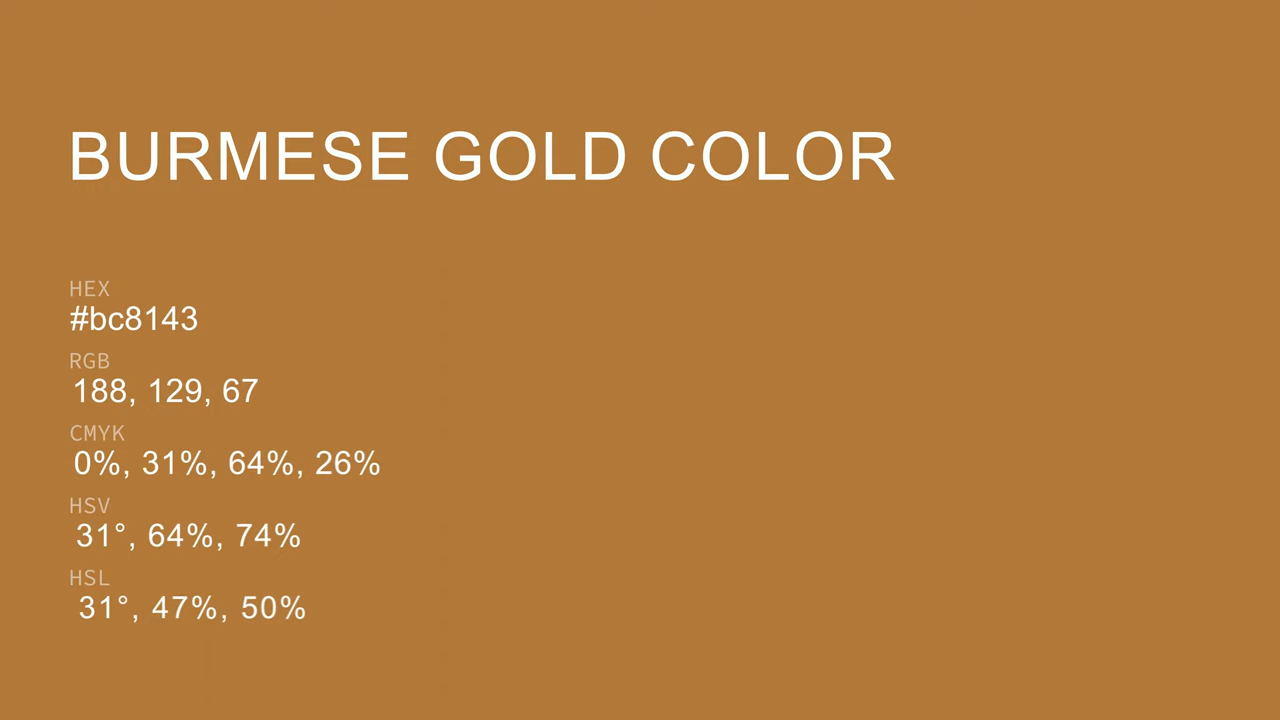 BURMESE GOLD COLOR
HEX
#bc8143
RGB
188, 129, 67
CMYK
0%, 31%, 64%, 26%
HSV
31°, 64%, 74%
HSL
31°, 47%, 50%